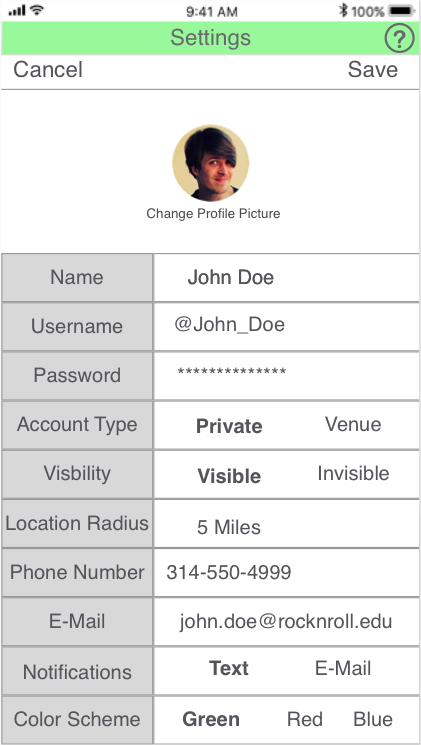 9:41 AM 100%
Settings ?
Cancel Save
Change Profile Picture
Name John Doe
Username @John_Doe
Password **************
Account Type Private Venue
Visbility Visible Invisible
Location Radius 5 Miles
Phone Number 314-550-4999
E-Mail john.doe@rocknroll.edu
Notifications Text E-Mail
Color Scheme Green Red Blue